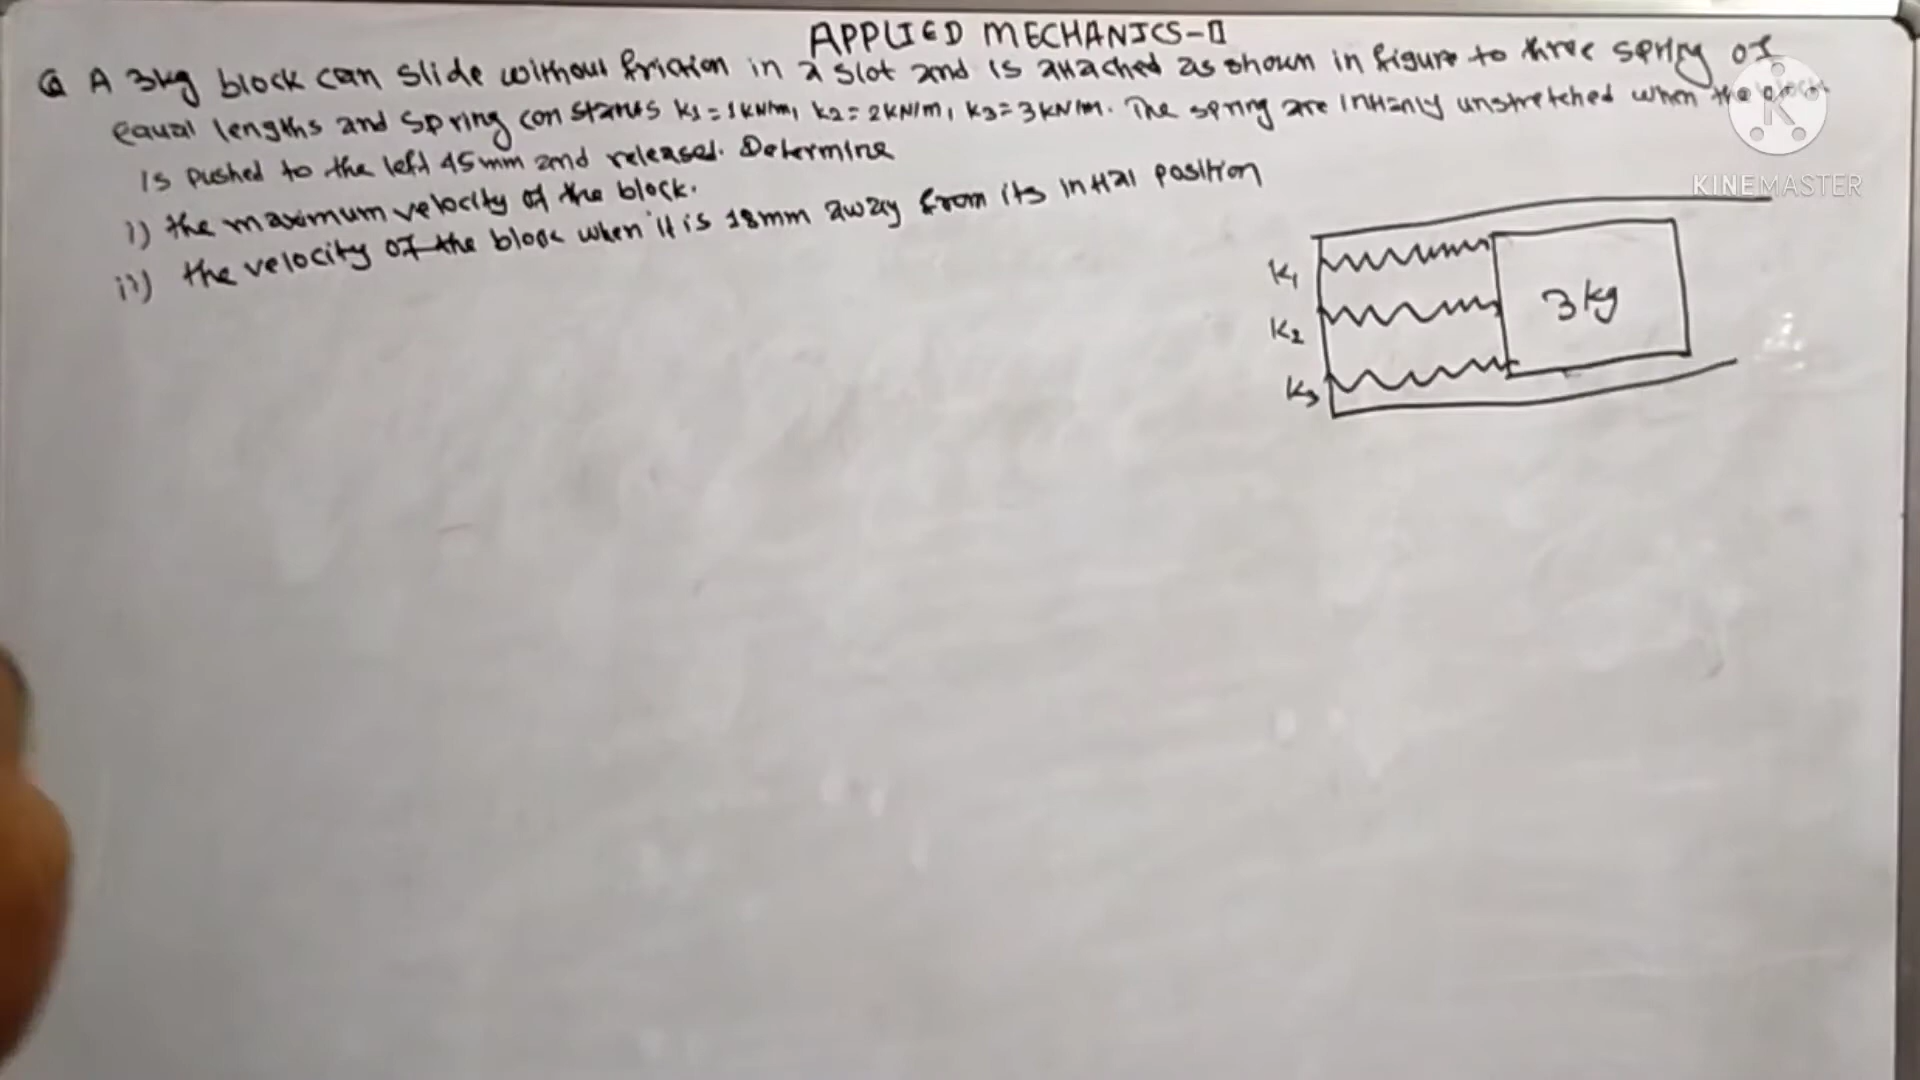 APPLIED MECHANICS-II
Q A 3kg block can slide without friction in a slot and is attached as shown in figure to three spring of
equal lengths and spring constants K₁=1kN/m, K₂=2kN/m, K₃=3kN/m. The spring are initially unstretched when the block
is pushed to the left 45mm and released. Determine
i) the maximum velocity of the block.
ii) the velocity of the block when it is 18mm away from its initial position
K₁
K₂
K₃
3kg
K
KINEMASTER